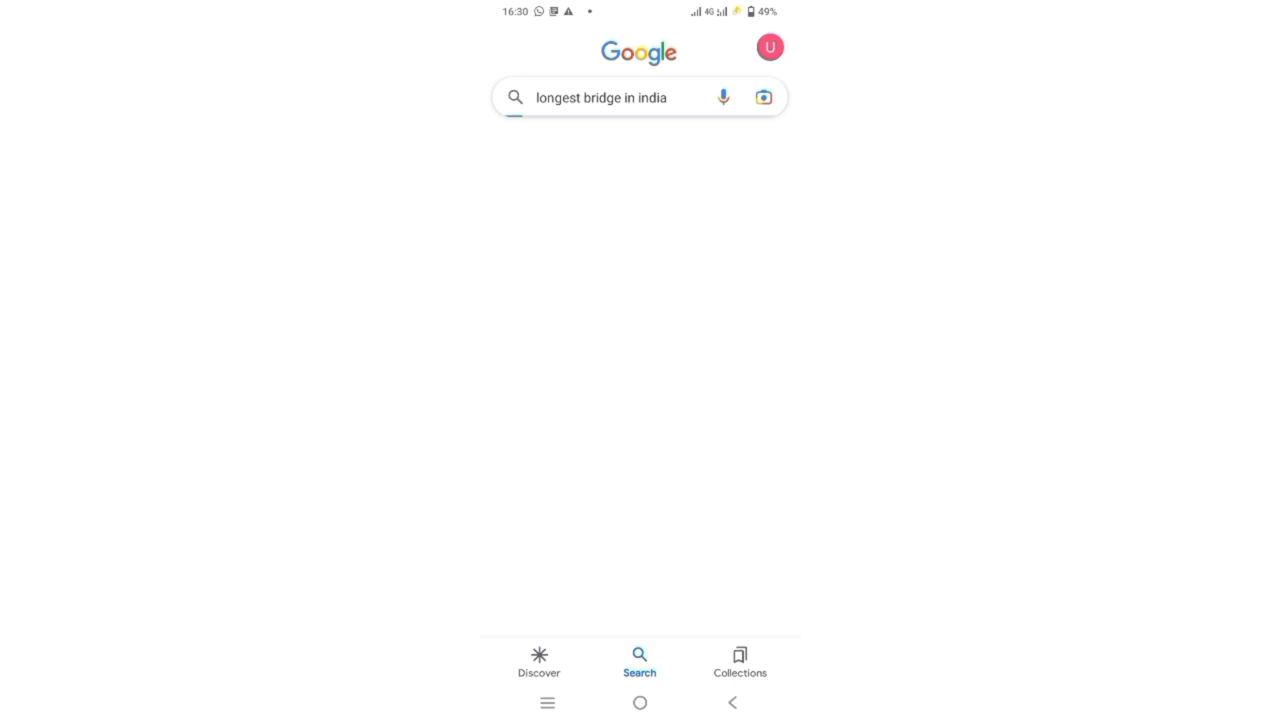 16:30 4G 49%
Google
U
longest bridge in india
Discover Search Collections